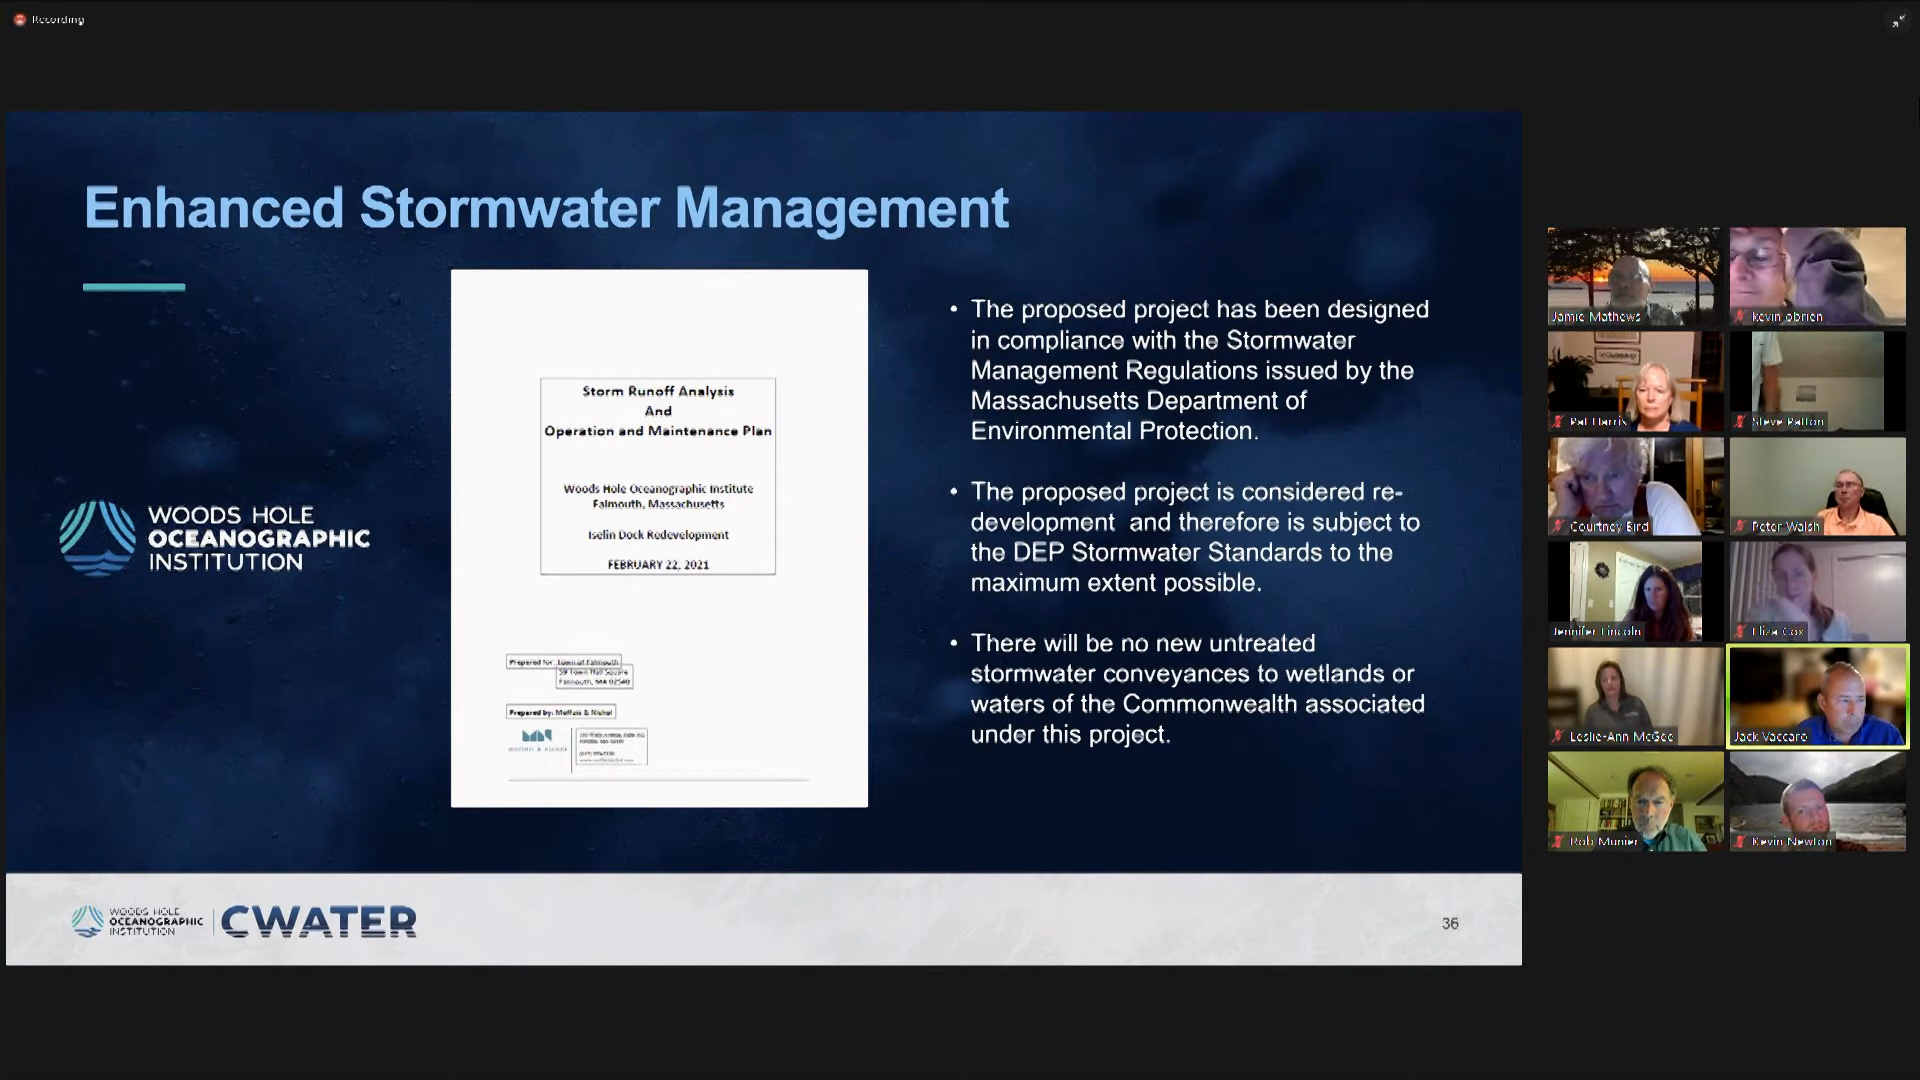 Recording
Enhanced Stormwater Management
WOODS HOLE
OCEANOGRAPHIC
INSTITUTION
Storm Runoff Analysis
And
Operation and Maintenance Plan
Woods Hole Oceanographic Institute
Falmouth, Massachusetts
Iselin Dock Redevelopment
FEBRUARY 22, 2021
Prepared for: Town of Falmouth
59 Town Hall Square
Falmouth, MA 02540
Prepared by: Moffatt & Nichol
moffatt & nichol
• The proposed project has been designed
in compliance with the Stormwater
Management Regulations issued by the
Massachusetts Department of
Environmental Protection.
• The proposed project is considered re-
development and therefore is subject to
the DEP Stormwater Standards to the
maximum extent possible.
• There will be no new untreated
stormwater conveyances to wetlands or
waters of the Commonwealth associated
under this project.
WOODS HOLE
OCEANOGRAPHIC
INSTITUTION
CWATER
36
Jamie Mathews
kevin obrien
Pat Harris
Steve Patton
Courtney Bird
Peter Walsh
Jennifer Lincoln
Eliza Cox
Leslie-Ann McGee
Jack Vaccaro
Rob Munier
Kevin Newton